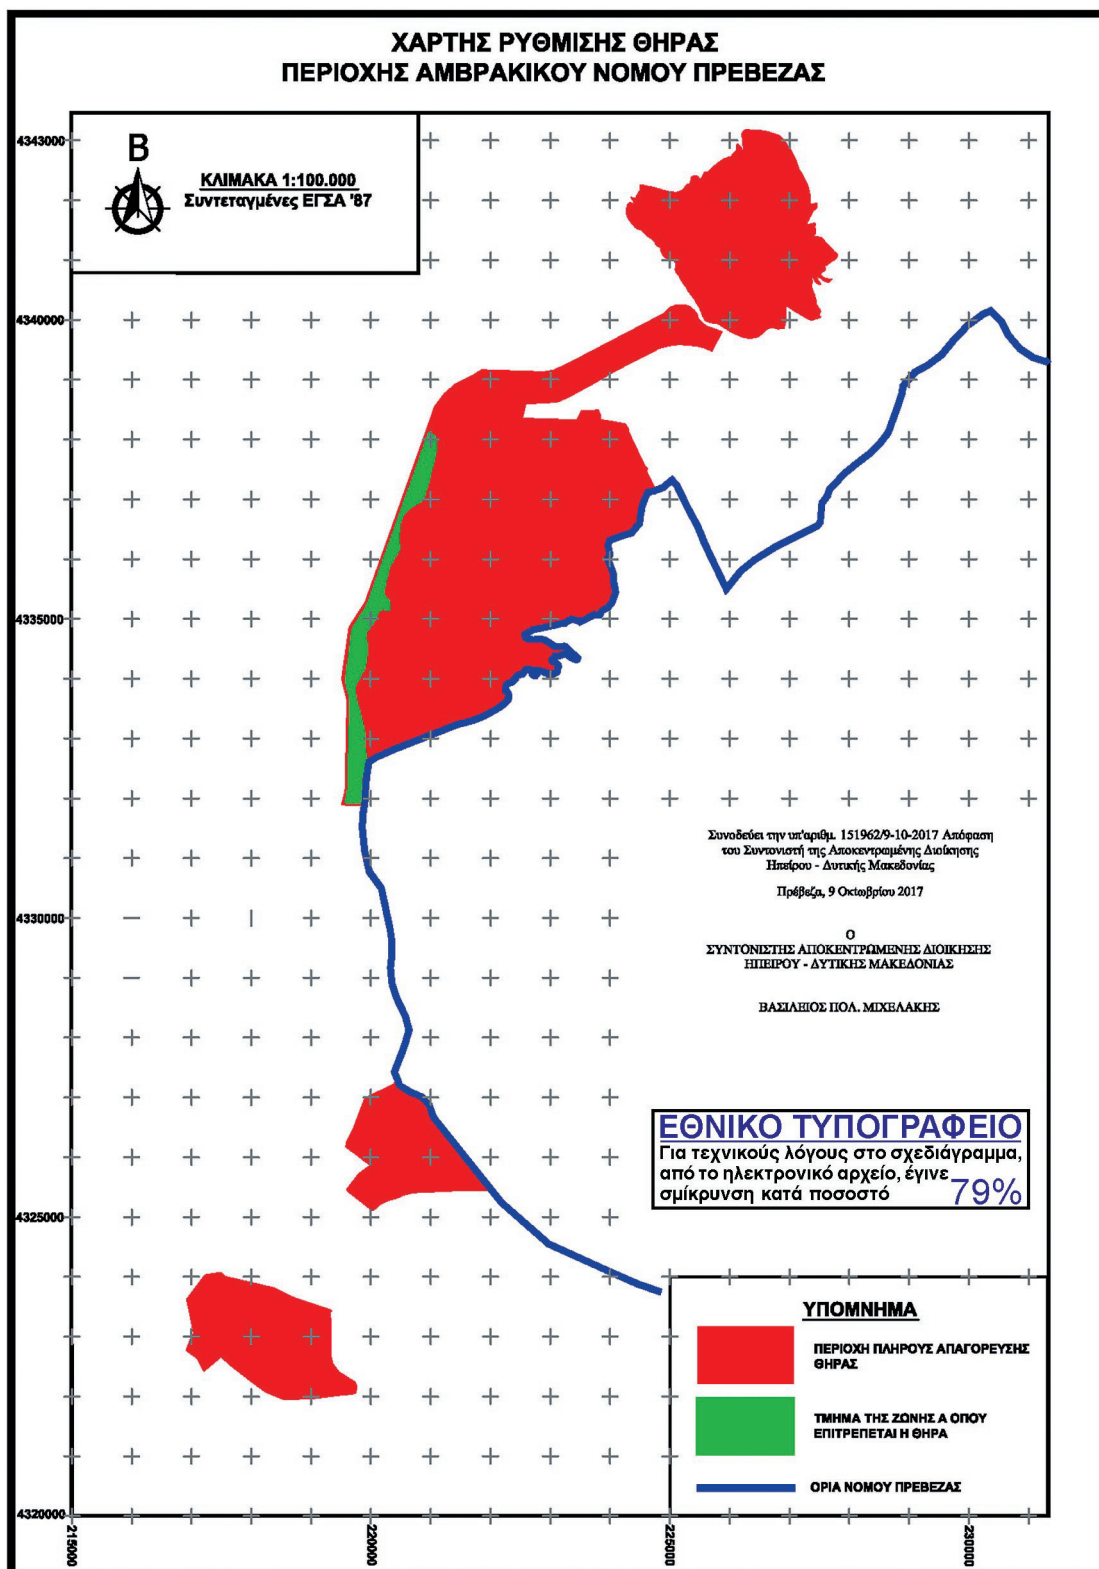 ΧΑΡΤΗΣ ΡΥΘΜΙΣΗΣ ΘΗΡΑΣ
ΠΕΡΙΟΧΗΣ ΑΜΒΡΑΚΙΚΟΥ ΝΟΜΟΥ ΠΡΕΒΕΖΑΣ
Β
ΚΛΙΜΑΚΑ 1:100.000
Συντεταγμένες ΕΓΣΑ '87
4343000
4340000
4335000
4330000
4325000
4320000
215000
220000
225000
230000
Συνοδεύει την υπ'αριθμ. 151962/9-10-2017 Απόφαση
του Συντονιστή της Αποκεντραμένης Διοίκησης
Ηπείρου - Δυτικής Μακεδονίας
Πρέβεζα, 9 Οκτωβρίου 2017
Ο
ΣΥΝΤΟΝΙΣΤΗΣ ΑΠΟΚΕΝΤΡΩΜΕΝΗΣ ΔΙΟΙΚΗΣΗΣ
ΗΠΕΙΡΟΥ - ΔΥΤΙΚΗΣ ΜΑΚΕΔΟΝΙΑΣ
ΒΑΣΙΛΕΙΟΣ ΠΟΛ. ΜΙΧΕΛΑΚΗΣ
ΕΘΝΙΚΟ ΤΥΠΟΓΡΑΦΕΙΟ
Για τεχνικούς λόγους στο σχεδιάγραμμα,
από το ηλεκτρονικό αρχείο, έγινε
σμίκρυνση κατά ποσοστό 79%
ΥΠΟΜΝΗΜΑ
ΠΕΡΙΟΧΗ ΠΛΗΡΟΥΣ ΑΠΑΓΟΡΕΥΣΗΣ
ΘΗΡΑΣ
ΤΜΗΜΑ ΤΗΣ ΖΩΝΗΣ Α ΟΠΟΥ
ΕΠΙΤΡΕΠΕΤΑΙ Η ΘΗΡΑ
ΟΡΙΑ ΝΟΜΟΥ ΠΡΕΒΕΖΑΣ